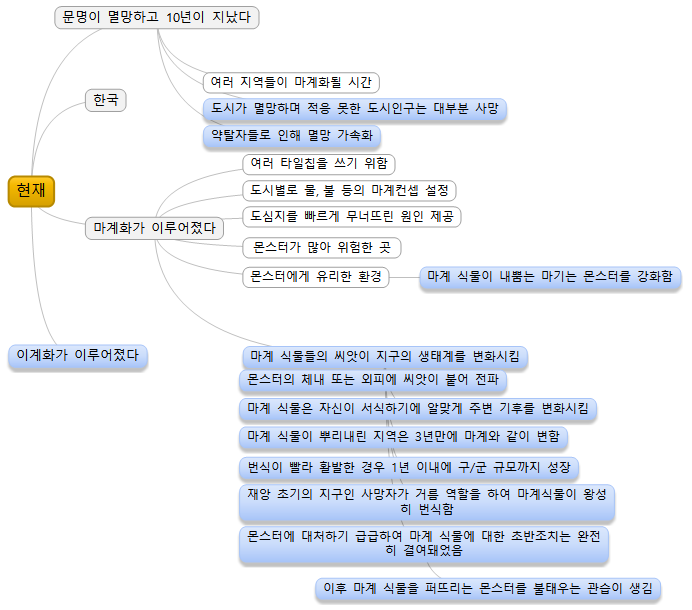 문명이 멸망하고 10년이 지났다
여러 지역들이 마계화될 시간
한국
도시가 멸망하며 적응 못한 도시인구는 대부분 사망
약탈자들로 인해 멸망 가속화
여러 타일칩을 쓰기 위함
현재
도시별로 물, 불 등의 마계컨셉 설정
도심지를 빠르게 무너뜨린 원인 제공
마계화가 이루어졌다
몬스터가 많아 위험한 곳
몬스터에게 유리한 환경
마계 식물이 내뿜는 마기는 몬스터를 강화함
이계화가 이루어졌다
마계 식물들의 씨앗이 지구의 생태계를 변화시킴
몬스터의 체내 또는 외피에 씨앗이 붙어 전파
마계 식물은 자신이 서식하기에 알맞게 주변 기후를 변화시킴
마계 식물이 뿌리내린 지역은 3년만에 마계와 같이 변함
번식이 빨라 활발한 경우 1년 이내에 구/군 규모까지 성장
재앙 초기의 지구인 사망자가 거름 역할을 하여 마계식물이 왕성
히 번식함
몬스터에 대처하기 급급하여 마계 식물에 대한 초반조치는 완전
히 결여돼었음
이후 마계 식물을 퍼뜨리는 몬스터를 불태우는 관습이 생김